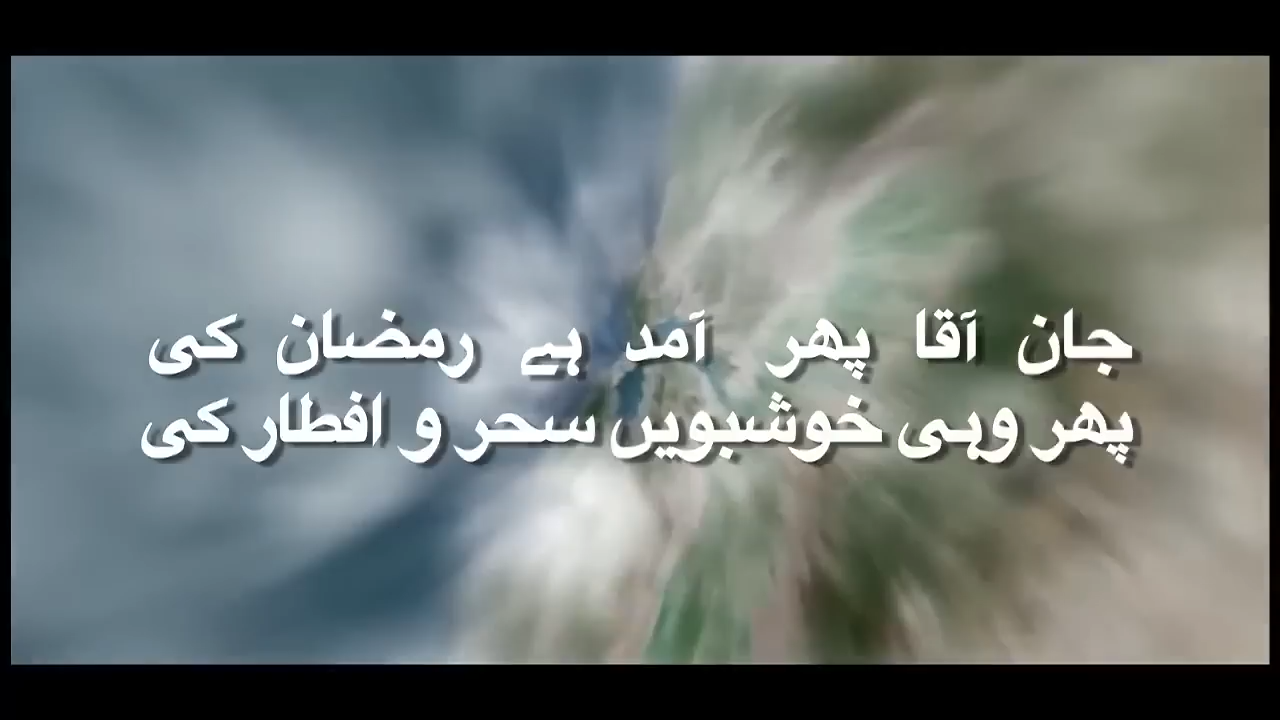 جان آقا پھر آمد ہے رمضان کی
پھر وہی خوشبویں سحر و افطار کی